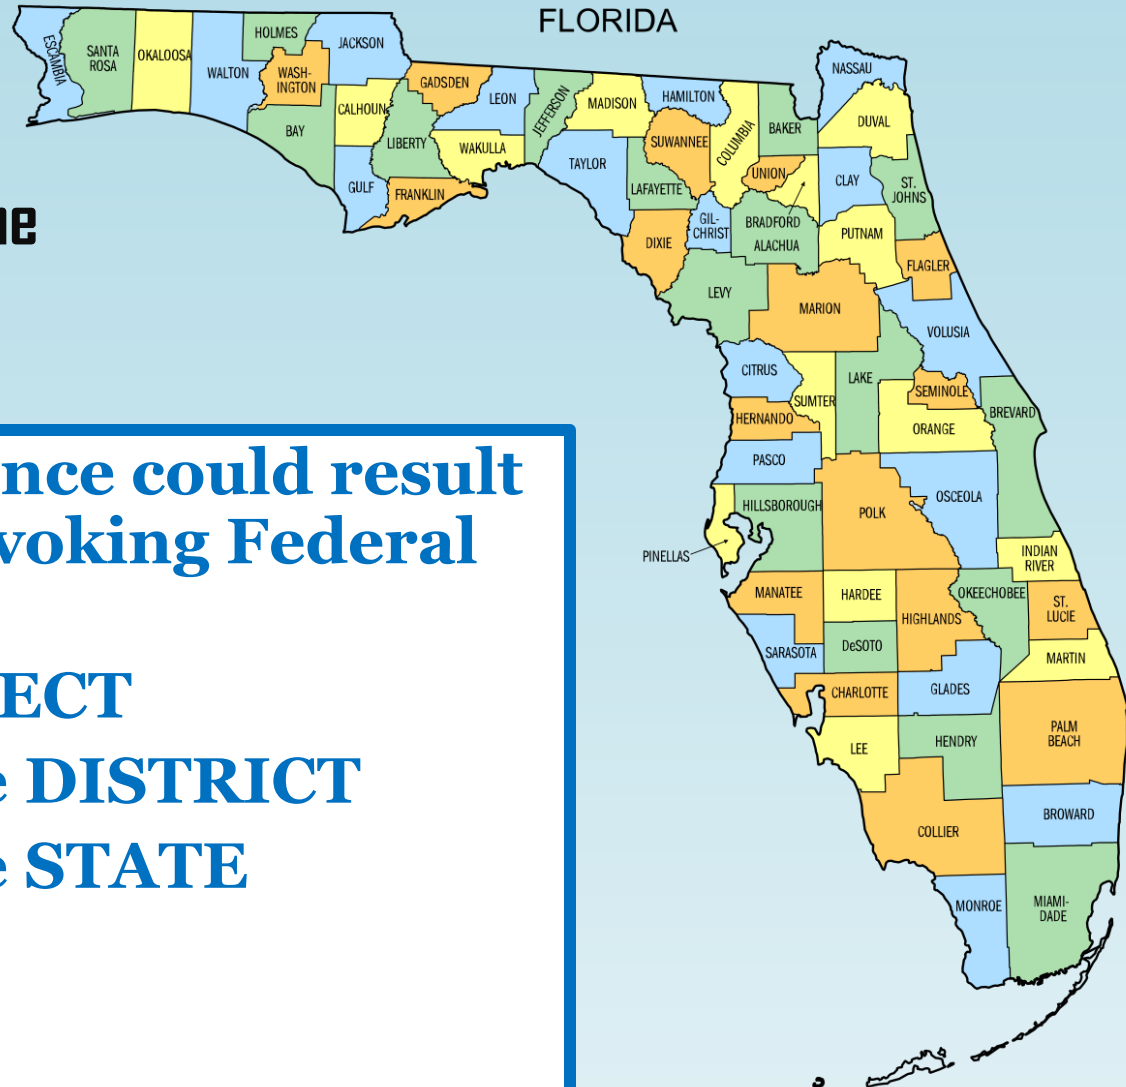 FLORIDA
ESCAMBIA
SANTA
ROSA
OKALOOSA
WALTON
HOLMES
WASH-
INGTON
JACKSON
BAY
CALHOUN
GULF
GADSDEN
LIBERTY
FRANKLIN
LEON
WAKULLA
JEFFERSON
MADISON
TAYLOR
HAMILTON
SUWANNEE
LAFAYETTE
DIXIE
COLUMBIA
GIL-
CHRIST
BAKER
UNION
BRADFORD
ALACHUA
NASSAU
DUVAL
CLAY
ST.
JOHNS
PUTNAM
FLAGLER
LEVY
MARION
VOLUSIA
CITRUS
SUMTER
LAKE
SEMINOLE
HERNANDO
ORANGE
BREVARD
PASCO
HILLSBOROUGH
POLK
OSCEOLA
PINELLAS
INDIAN
RIVER
MANATEE
HARDEE
HIGHLANDS
OKEECHOBEE
ST.
LUCIE
SARASOTA
DeSOTO
MARTIN
CHARLOTTE
GLADES
LEE
HENDRY
PALM
BEACH
COLLIER
BROWARD
MONROE
MIAMI-
DADE
nce could result
voking Federal
ECT
e DISTRICT
e STATE